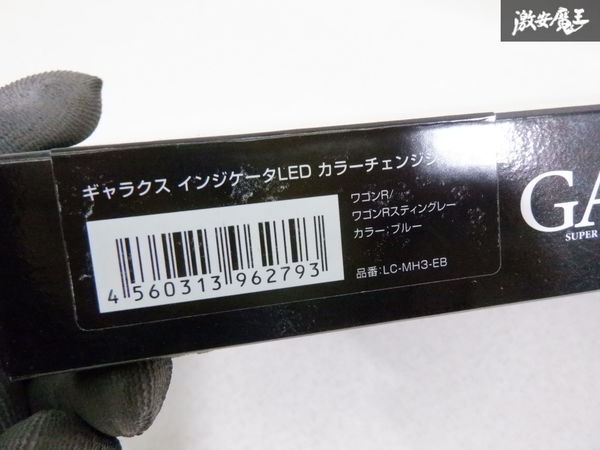 激安魔王
ギャラクス インジケータLED カラーチェンジシ
ワゴンR/
ワゴンRスティングレー
カラー:ブルー
4 560313 962793
品番:LC-MH3-EB
GA
SUPER